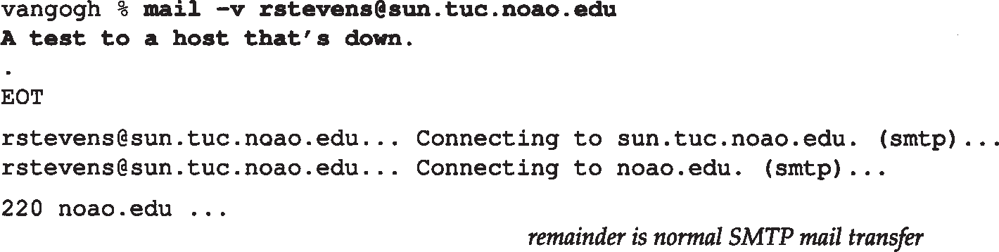 vangogh % mail -v rstevens@sun.tuc.noao.edu
A test to a host that's down.
.
EOT
rstevens@sun.tuc.noao.edu... Connecting to sun.tuc.noao.edu. (smtp)...
rstevens@sun.tuc.noao.edu... Connecting to noao.edu. (smtp)...
220 noao.edu ...
remainder is normal SMTP mail transfer